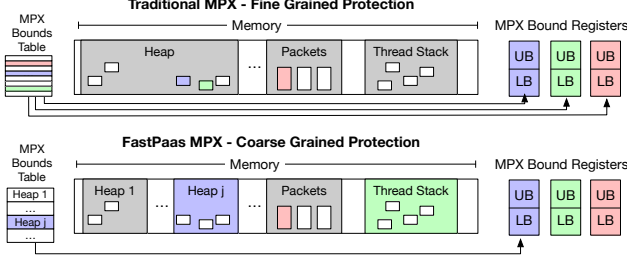 Traditional MPX - Fine Grained Protection
MPX
Bounds
Table
Memory
MPX Bound Registers
Heap
...
Packets
Thread Stack
UB
UB
UB
LB
LB
LB
FastPaas MPX - Coarse Grained Protection
MPX
Bounds
Table
Memory
MPX Bound Registers
Heap 1
...
Heap j
...
Heap 1
...
Heap j
...
Packets
Thread Stack
UB
UB
UB
LB
LB
LB